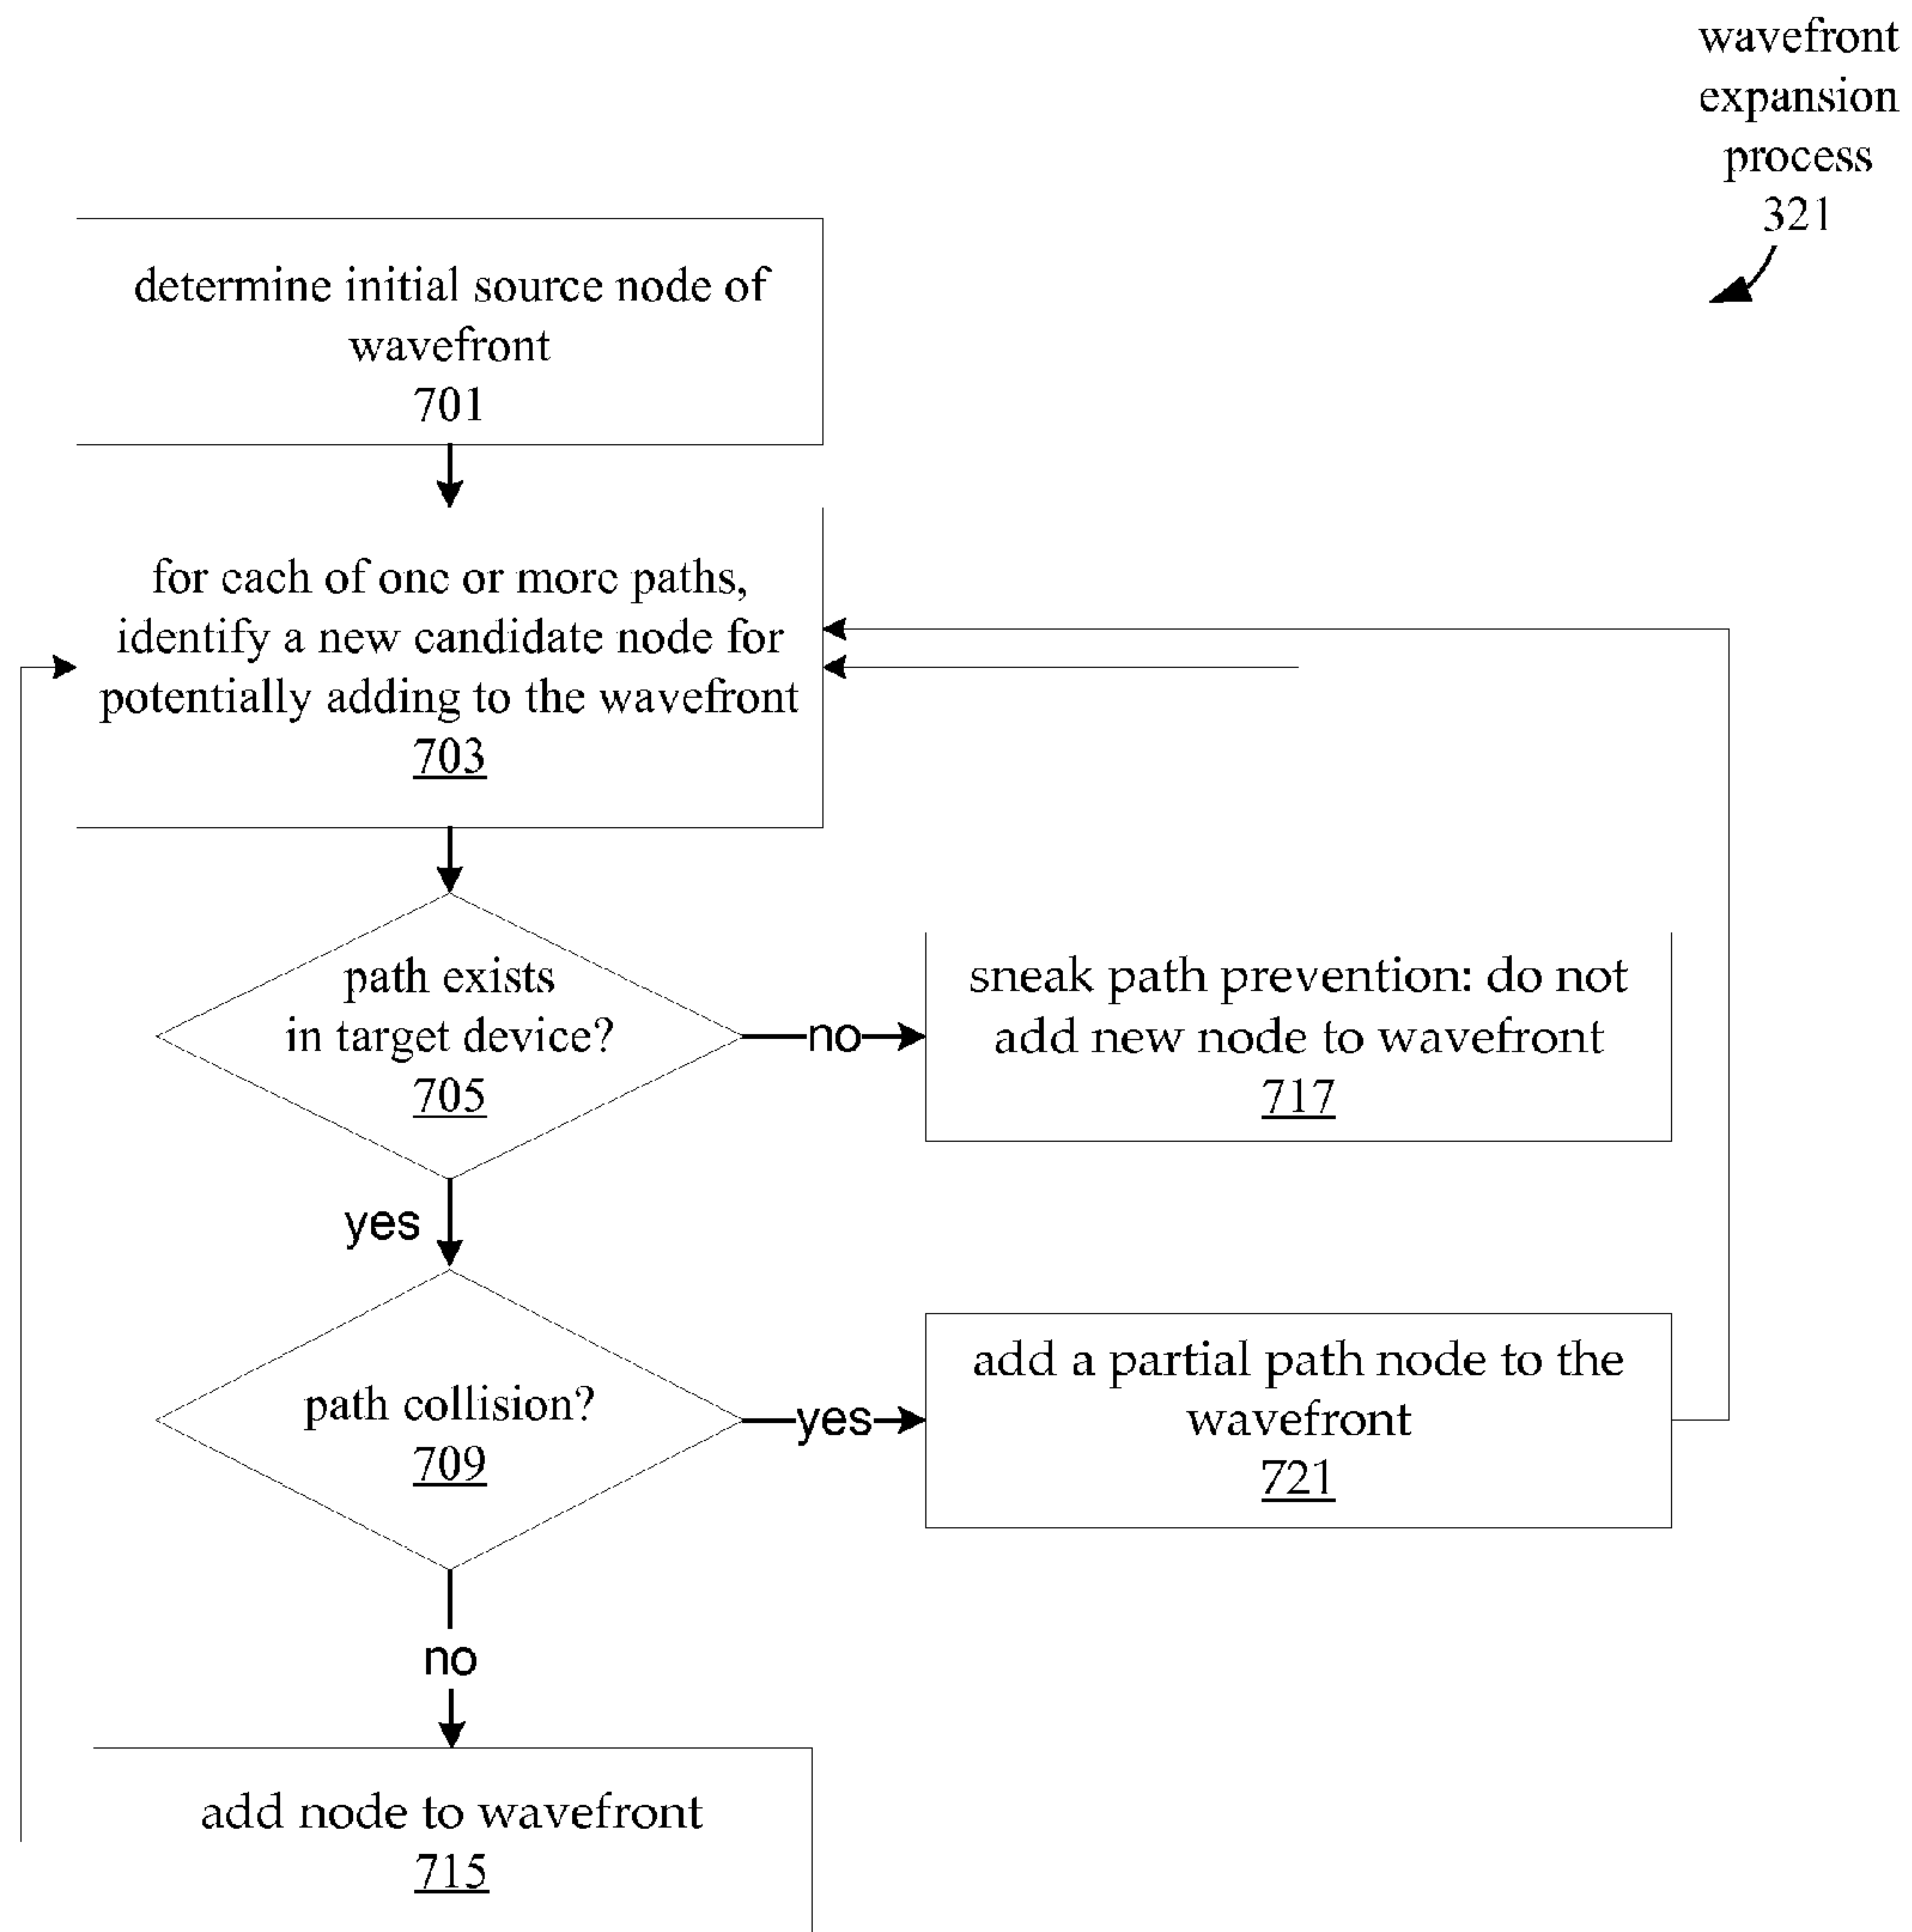 wavefront
expansion
process
321
determine initial source node of
wavefront
701
for each of one or more paths,
identify a new candidate node for
potentially adding to the wavefront
703
path exists
in target device?
705
no
sneak path prevention: do not
add new node to wavefront
717
yes
path collision?
709
yes
add a partial path node to the
wavefront
721
no
add node to wavefront
715